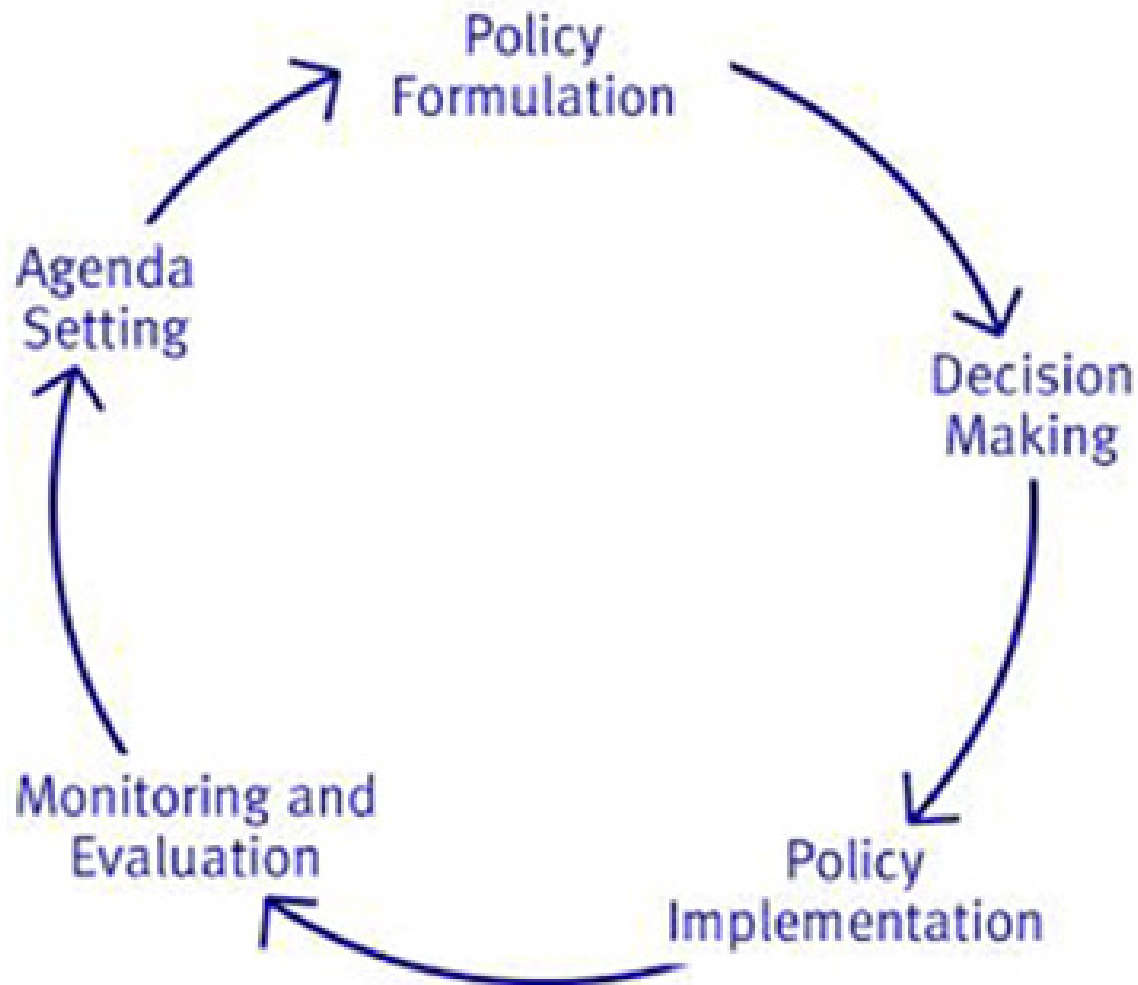 Policy
Formulation
Decision
Making
Policy
Implementation
Monitoring and
Evaluation
Agenda
Setting